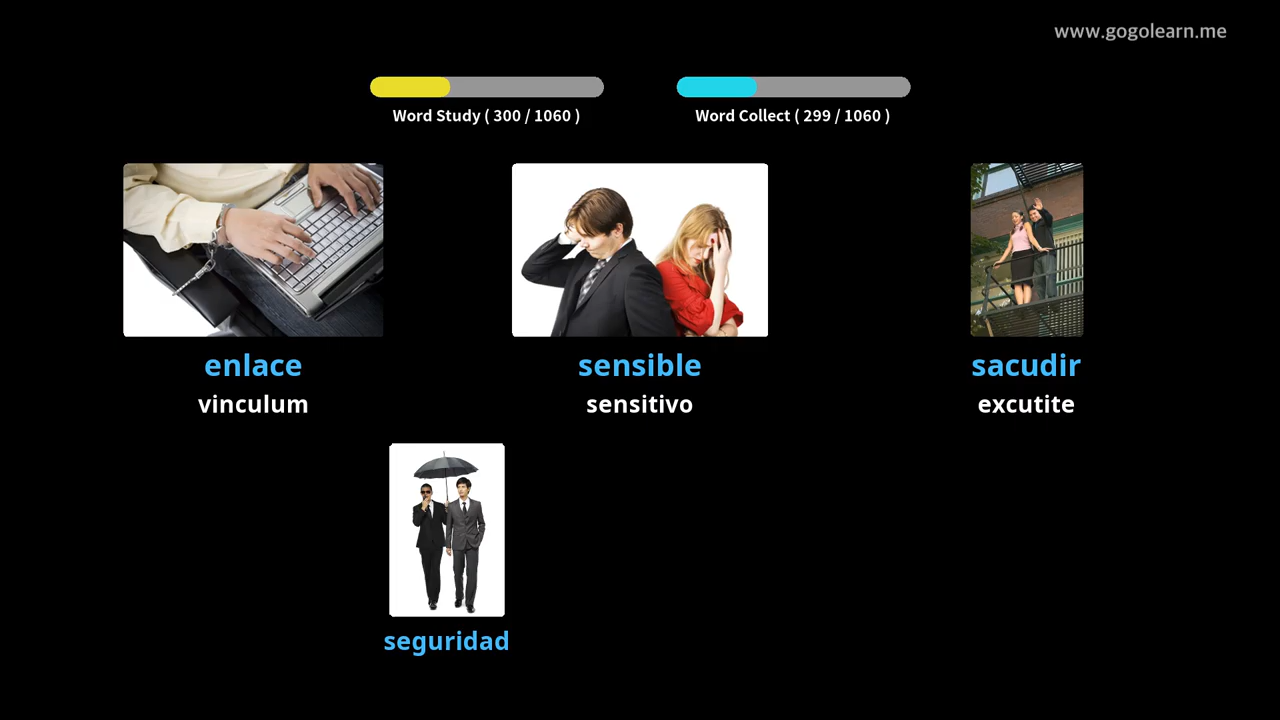 www.gogolearn.me
Word Study ( 300 / 1060 )
Word Collect ( 299 / 1060 )
enlace
vinculum
sensible
sensitivo
sacudir
excutite
seguridad